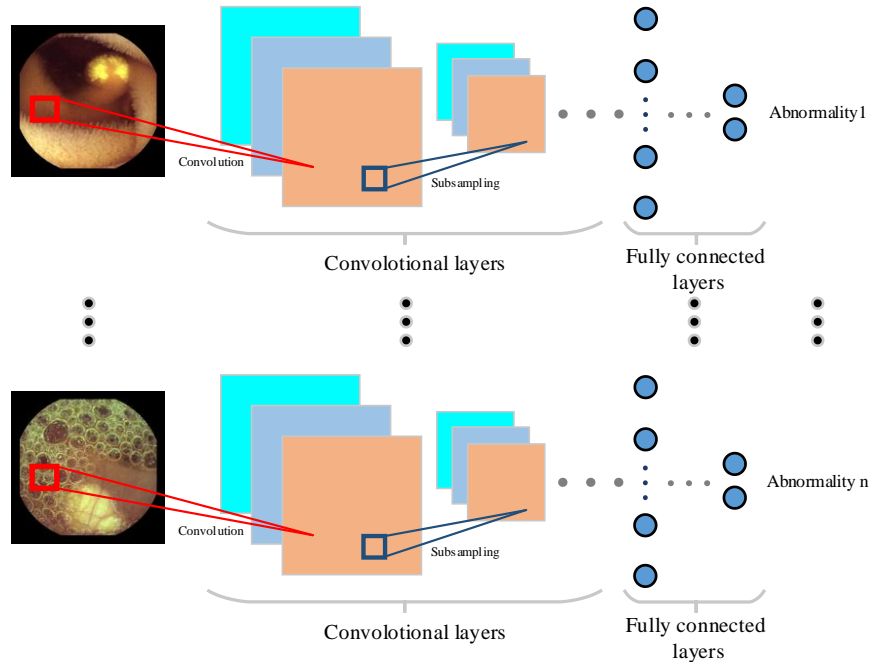 Abnormality1
Convolution
Subsampling
Convolotional layers
Fully connected
layers
Abnormality n
Convolution
Subsampling
Convolotional layers
Fully connected
layers